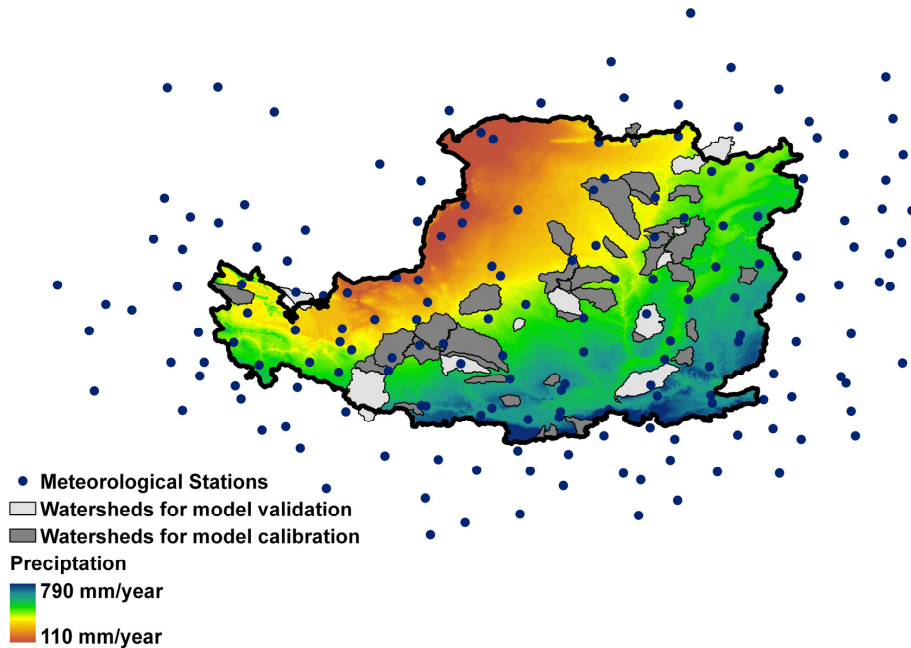 Meteorological Stations
Watersheds for model validation
Watersheds for model calibration
Preciptation
790 mm/year
110 mm/year